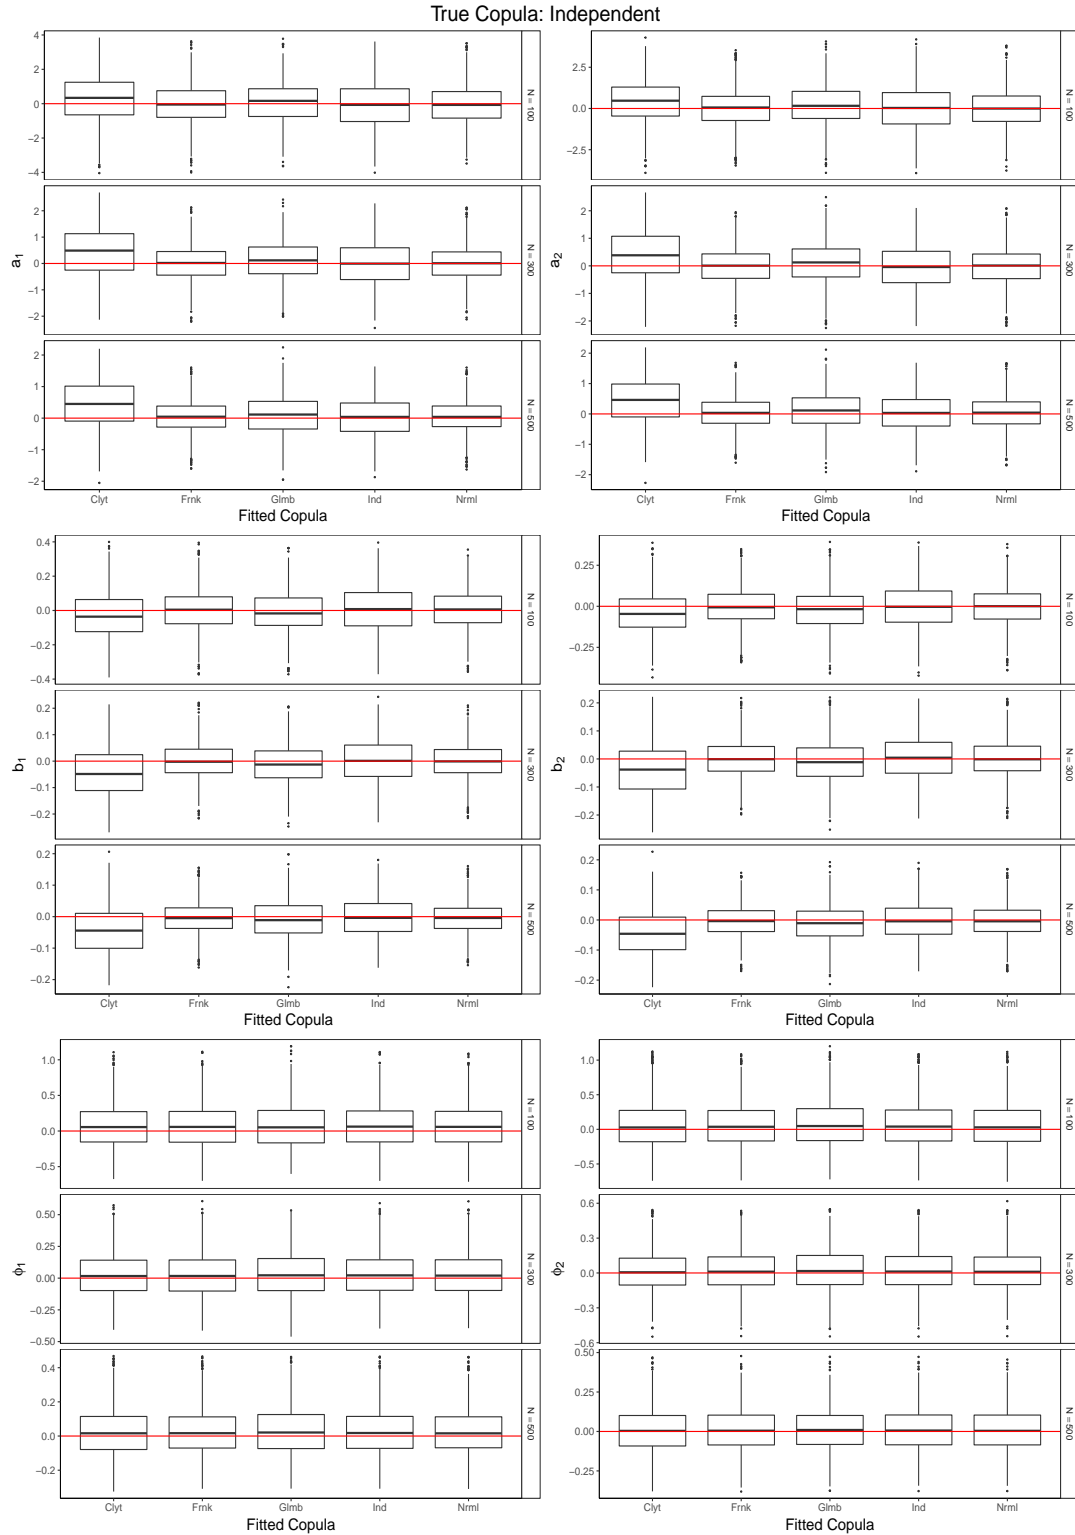 True Copula: Independent
a1
4
2
0
−2
−4
N = 100
2
1
0
−1
−2
N = 300
2
1
0
−1
−2
N = 500
Clyt Frnk Glmb Ind Nrml
Fitted Copula
a2
2.5
0.0
−2.5
N = 100
2
1
0
−1
−2
N = 300
2
1
0
−1
−2
N = 500
Clyt Frnk Glmb Ind Nrml
Fitted Copula
b1
0.4
0.2
0.0
−0.2
−0.4
N = 100
0.2
0.1
0.0
−0.1
−0.2
N = 300
0.2
0.1
0.0
−0.1
−0.2
N = 500
Clyt Frnk Glmb Ind Nrml
Fitted Copula
b2
0.25
0.00
−0.25
N = 100
0.2
0.1
0.0
−0.1
−0.2
N = 300
0.2
0.1
0.0
−0.1
−0.2
N = 500
Clyt Frnk Glmb Ind Nrml
Fitted Copula
ϕ1
1.0
0.5
0.0
−0.5
N = 100
0.50
0.25
0.00
−0.25
−0.50
N = 300
0.4
0.2
0.0
−0.2
N = 500
Clyt Frnk Glmb Ind Nrml
Fitted Copula
ϕ2
1.0
0.5
0.0
−0.5
N = 100
0.6
0.3
0.0
−0.3
−0.6
N = 300
0.50
0.25
0.00
−0.25
N = 500
Clyt Frnk Glmb Ind Nrml
Fitted Copula